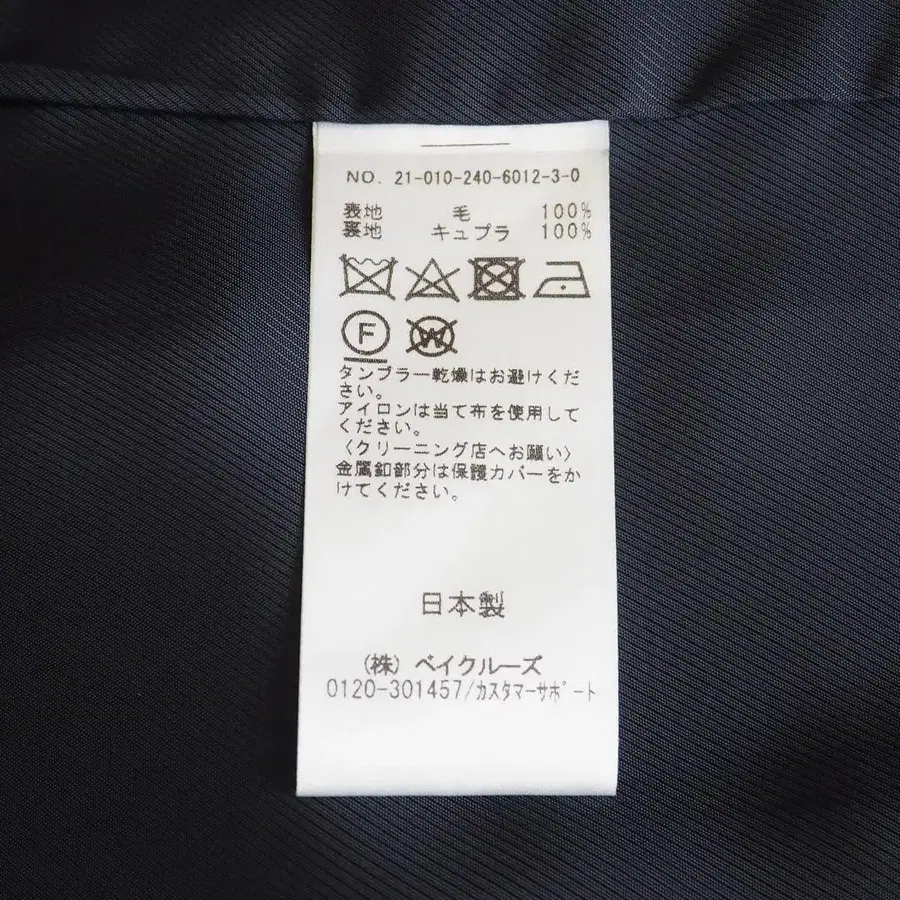 NO. 21-010-240-6012-3-0
表地 毛 100%
裏地 キュプラ 100%
F
W
タンブラー乾燥はお避けくだ
さい。
アイロンは当て布を使用して
ください。
〈クリーニング店へお願い〉
金属釦部分は保護カバーをか
けてください。
日本製
(株) ベイクルーズ
0120-301457/カスタマーサポート